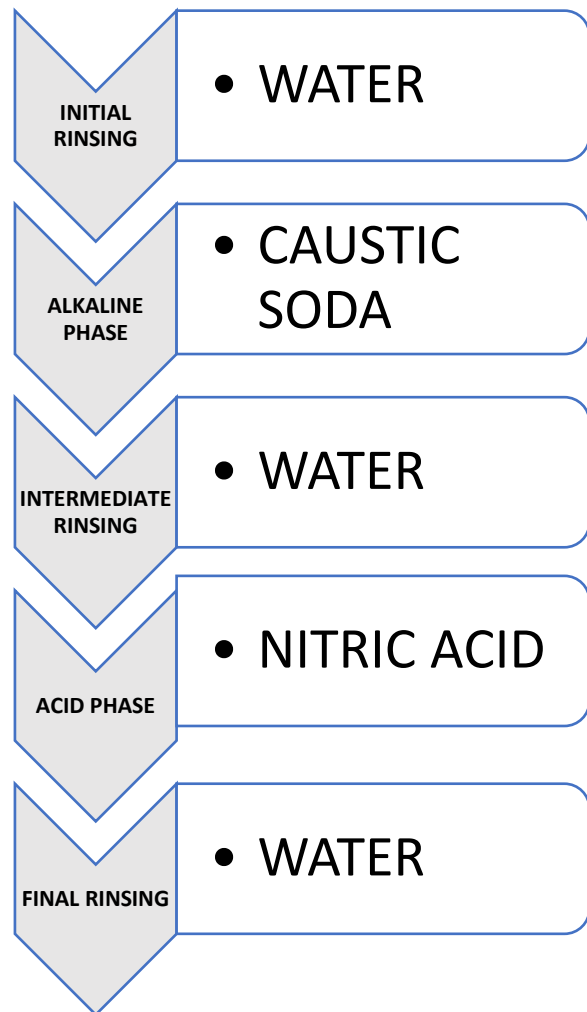 INITIAL
RINSING
• WATER
ALKALINE
PHASE
• CAUSTIC
SODA
INTERMEDIATE
RINSING
• WATER
ACID PHASE
• NITRIC ACID
FINAL RINSING
• WATER